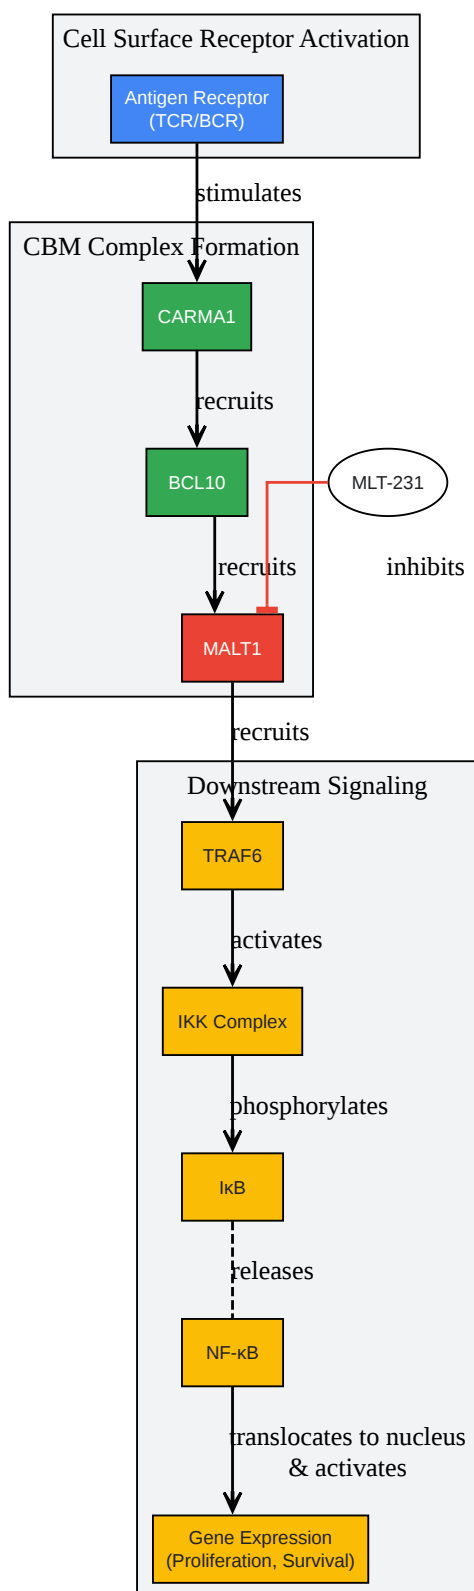 Cell Surface Receptor Activation
Antigen Receptor
(TCR/BCR)
stimulates
CBM Complex Formation
CARMA1
recruits
BCL10
MLT-231
recruits
inhibits
MALT1
recruits
Downstream Signaling
TRAF6
activates
IKK Complex
phosphorylates
IκB
releases
NF-κB
translocates to nucleus
& activates
Gene Expression
(Proliferation, Survival)